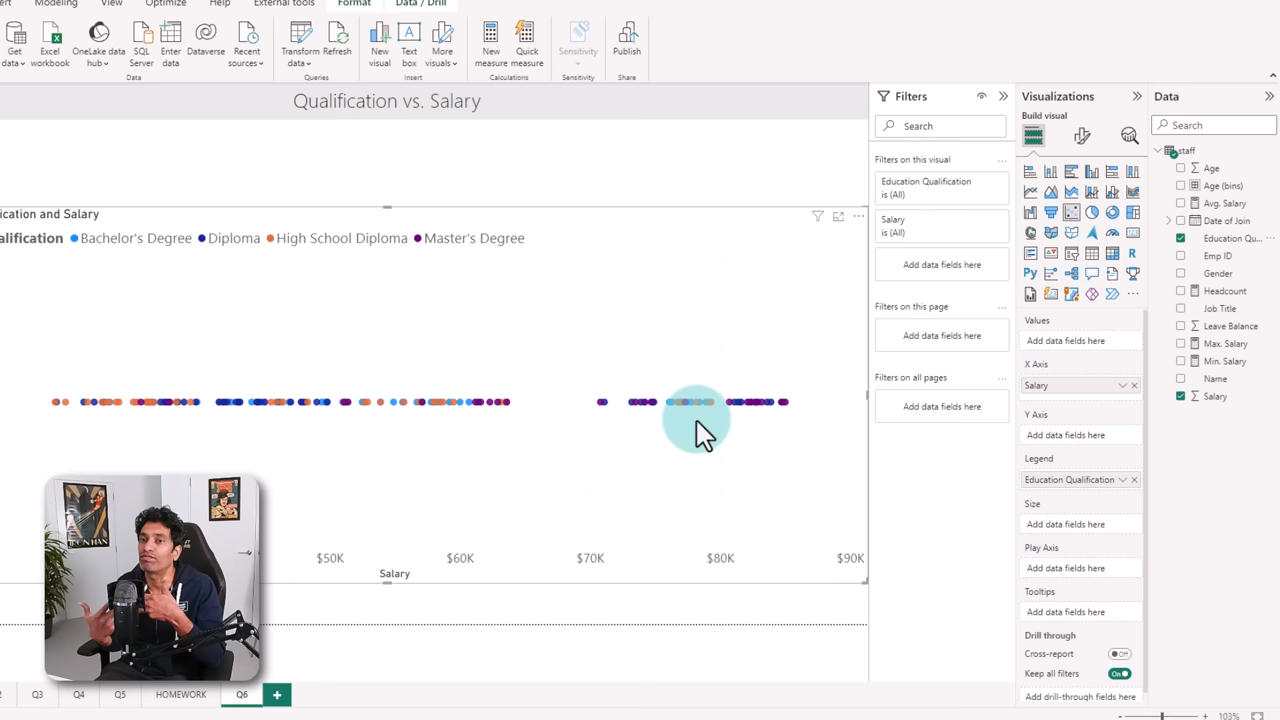 ert Modeling View Optimize Help External tools Format Data / Drill
Get data
Excel workbook
OneLake data hub
SQL Server
Enter data
Dataverse
Recent sources
Transform data
Refresh
New visual
Text box
More visuals
New measure
Quick measure
Sensitivity
Publish
Data
Queries
Insert
Calculations
Sensitivity
Share
Qualification vs. Salary
ication and Salary
alification Bachelor's Degree Diploma High School Diploma Master's Degree
$50K $60K $70K $80K $90K
Salary
2 Q3 Q4 Q5 HOMEWORK Q6 +
Filters
Search
Filters on this visual ...
Education Qualification
is (All)
Salary
is (All)
Add data fields here
Filters on this page ...
Add data fields here
Filters on all pages ...
Add data fields here
Visualizations
Build visual
R
Py
...
Values
Add data fields here
X Axis
Salary
Y Axis
Add data fields here
Legend
Education Qualification
Size
Add data fields here
Play Axis
Add data fields here
Tooltips
Add data fields here
Drill through
Cross-report Off
Keep all filters On
Add drill-through fields here
Data
Search
staff
Age
Age (bins)
Avg. Salary
Date of Join
Education Qu... ...
Emp ID
Gender
Headcount
Job Title
Leave Balance
Max. Salary
Min. Salary
Name
Salary
- + 103%